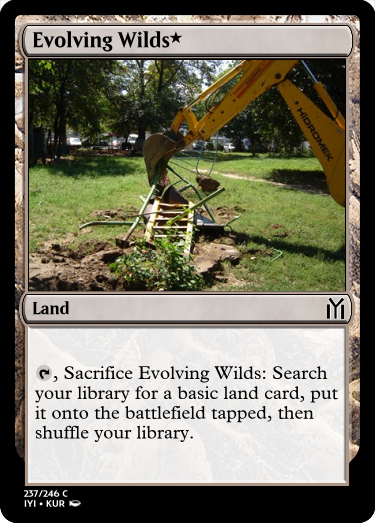 Evolving Wilds★
HIDROMEK
Land
, Sacrifice Evolving Wilds: Search
your library for a basic land card, put
it onto the battlefield tapped, then
shuffle your library.
237/246 C
IYI • KUR